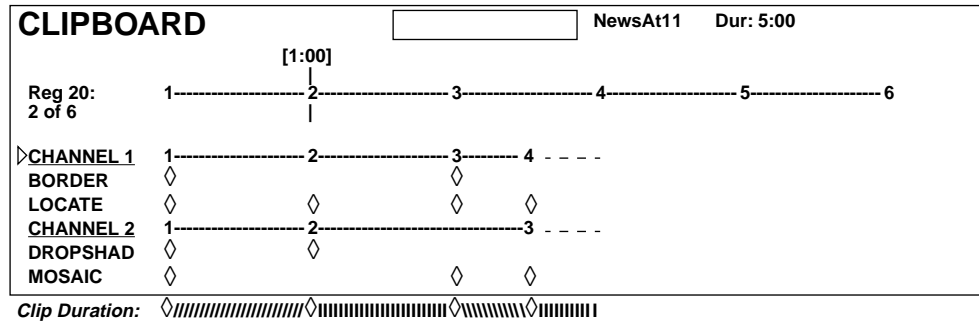 CLIPBOARD NewsAt11 Dur: 5:00
[1:00]
Reg 20: 1 2 3 4 5 6
2 of 6
CHANNEL 1 1 2 3 4
BORDER
LOCATE
CHANNEL 2 1 2 3
DROPSHAD
MOSAIC
Clip Duration: